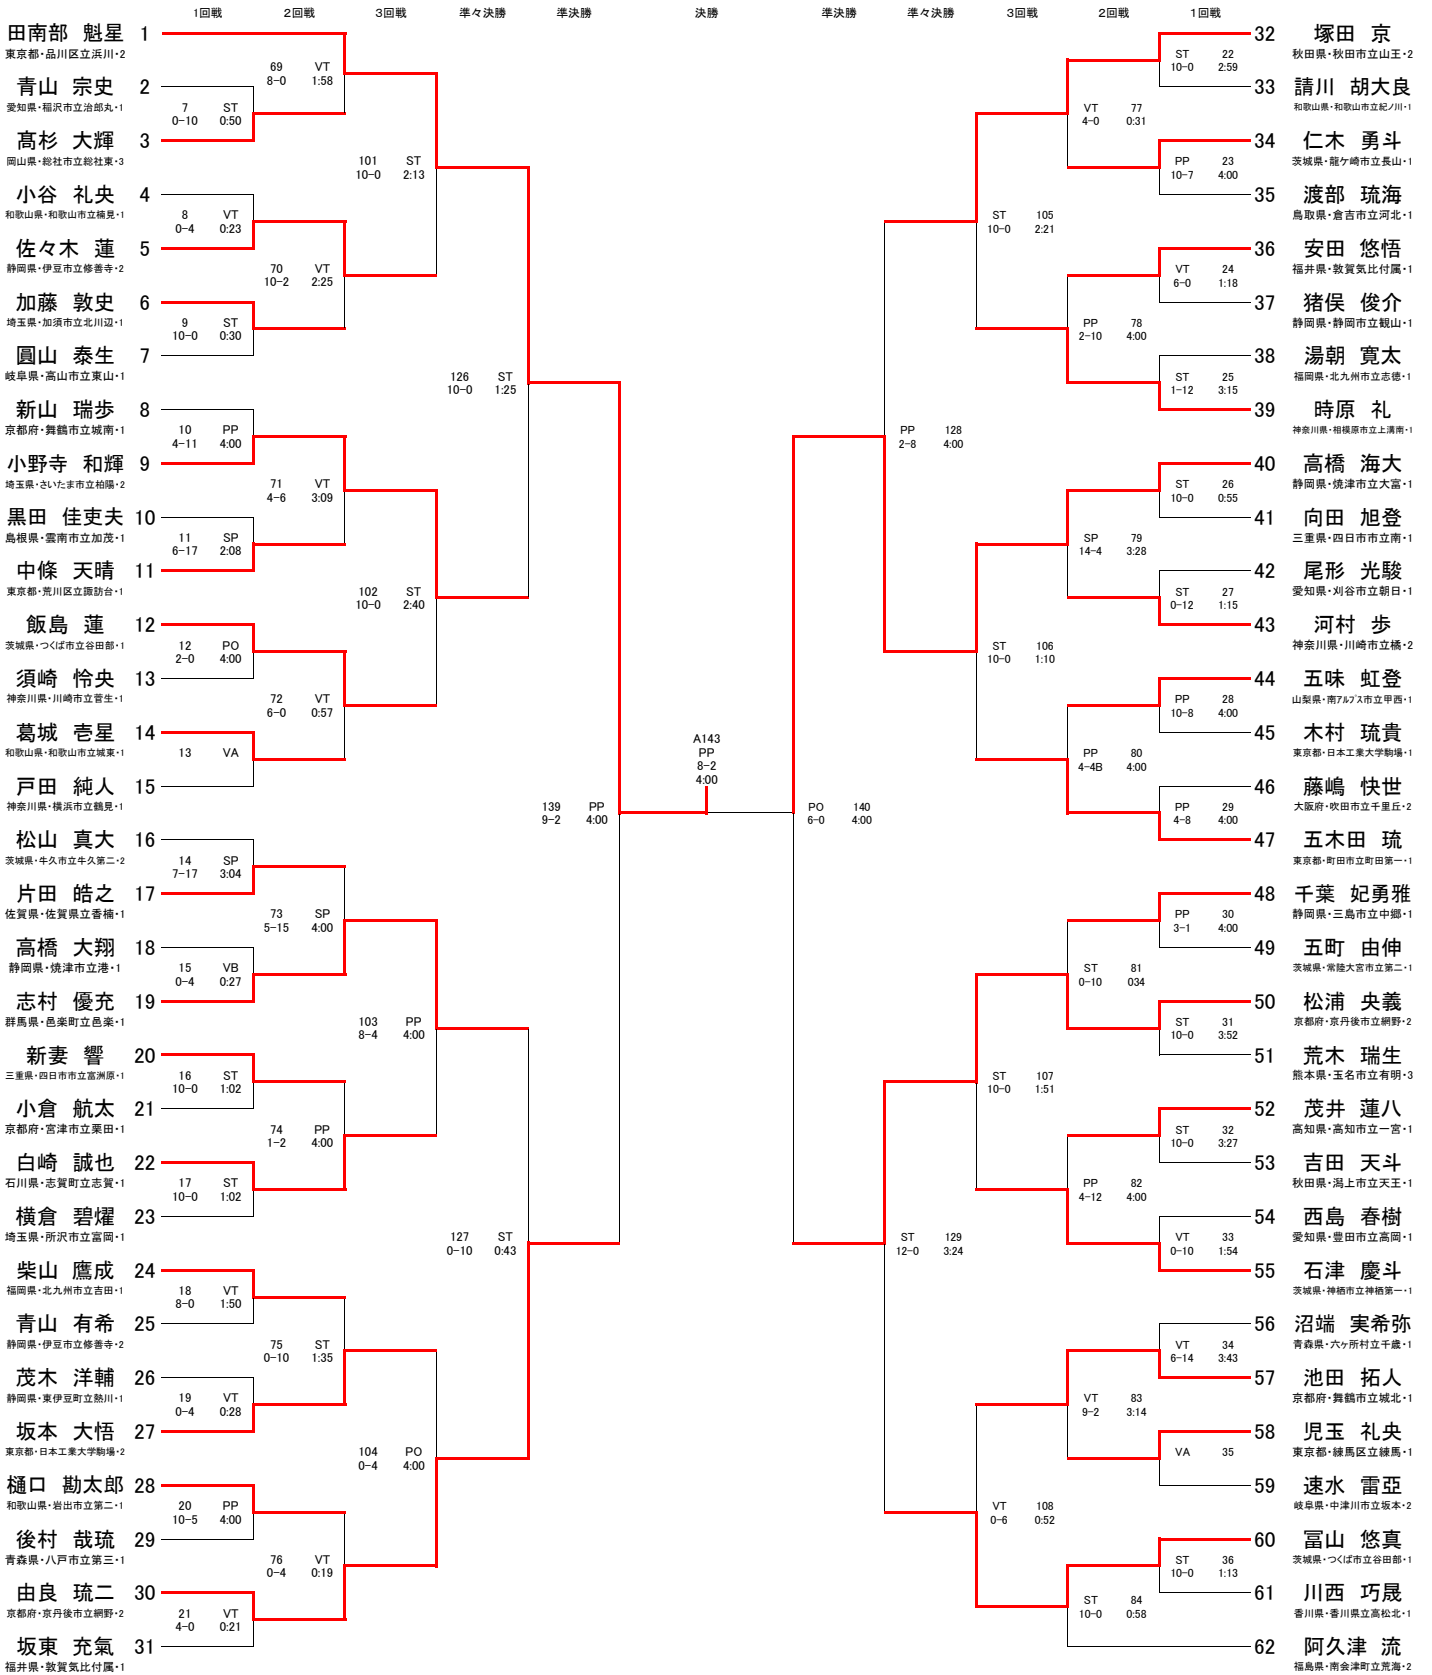 1回戦 2回戦 3回戦 準々決勝 準決勝 決勝 準決勝 準々決勝 3回戦 2回戦 1回戦
田南部 魁星 1
東京都・品川区立浜川・2
青山 宗史 2
愛知県・稲沢市立治郎丸・1
髙杉 大輝 3
岡山県・総社市立総社東・3
小谷 礼央 4
和歌山県・和歌山市立楠見・1
佐々木 蓮 5
静岡県・伊豆市立修善寺・2
加藤 敦史 6
埼玉県・加須市立北川辺・1
圓山 泰生 7
岐阜県・高山市立東山・1
新山 瑞歩 8
京都府・舞鶴市立城南・1
小野寺 和輝 9
埼玉県・さいたま市立柏陽・2
黒田 佳吏夫 10
島根県・雲南市立加茂・1
中條 天晴 11
東京都・荒川区立諏訪台・1
飯島 蓮 12
茨城県・つくば市立谷田部・1
須崎 怜央 13
神奈川県・川崎市立菅生・1
葛城 壱星 14
和歌山県・和歌山市立城東・1
戸田 純人 15
神奈川県・横浜市立鶴見・1
松山 真大 16
茨城県・牛久市立牛久第二・2
片田 皓之 17
佐賀県・佐賀県立香楠・1
高橋 大翔 18
静岡県・焼津市立港・1
志村 優充 19
群馬県・邑楽町立邑楽・1
新妻 響 20
三重県・四日市市立富洲原・1
小倉 航太 21
京都府・宮津市立栗田・1
白崎 誠也 22
石川県・志賀町立志賀・1
横倉 碧燿 23
埼玉県・所沢市立富岡・1
柴山 鷹成 24
福岡県・北九州市立吉田・1
青山 有希 25
静岡県・伊豆市立修善寺・2
茂木 洋輔 26
静岡県・東伊豆町立熱川・1
坂本 大悟 27
東京都・日本工業大学駒場・2
樋口 勘太郎 28
和歌山県・岩出市立第二・1
後村 哉琉 29
青森県・八戸市立第三・1
由良 琉二 30
京都府・京丹後市立網野・2
坂東 充氣 31
福井県・敦賀気比付属・1
7 ST
0-10 0:50
8 VT
0-4 0:23
9 ST
10-0 0:30
10 PP
4-11 4:00
11 SP
6-17 2:08
12 PO
2-0 4:00
13 VA
14 SP
7-17 3:04
15 VB
0-4 0:27
16 ST
10-0 1:02
17 ST
10-0 1:02
18 VT
8-0 1:50
19 VT
0-4 0:28
20 PP
10-5 4:00
21 VT
4-0 0:21
69 VT
8-0 1:58
70 VT
10-2 2:25
71 VT
4-6 3:09
72 VT
6-0 0:57
73 SP
5-15 4:00
74 PP
1-2 4:00
75 ST
0-10 1:35
76 VT
0-4 0:19
101 ST
10-0 2:13
102 ST
10-0 2:40
103 PP
8-4 4:00
104 PO
0-4 4:00
126 ST
10-0 1:25
127 ST
0-10 0:43
139 PP
9-2 4:00
A143
PP
8-2
4:00
PO 140
6-0 4:00
PP 128
2-8 4:00
ST 129
12-0 3:24
ST 105
10-0 2:21
ST 106
10-0 1:10
ST 107
10-0 1:51
VT 108
0-6 0:52
VT 77
4-0 0:31
PP 78
2-10 4:00
SP 79
14-4 3:28
PP 80
4-4B 4:00
ST 81
0-10 034
PP 82
4-12 4:00
VT 83
9-2 3:14
ST 84
10-0 0:58
ST 22
10-0 2:59
PP 23
10-7 4:00
VT 24
6-0 1:18
ST 25
1-12 3:15
ST 26
10-0 0:55
ST 27
0-12 1:15
PP 28
10-8 4:00
PP 29
4-8 4:00
PP 30
3-1 4:00
ST 31
10-0 3:52
ST 32
10-0 3:27
VT 33
0-10 1:54
VT 34
6-14 3:43
VA 35
ST 36
10-0 1:13
32 塚田 京
秋田県・秋田市立山王・2
33 請川 胡大良
和歌山県・和歌山市立紀ノ川・1
34 仁木 勇斗
茨城県・龍ケ崎市立長山・1
35 渡部 琉海
鳥取県・倉吉市立河北・1
36 安田 悠悟
福井県・敦賀気比付属・1
37 猪俣 俊介
静岡県・静岡市立観山・1
38 湯朝 寛太
福岡県・北九州市立志徳・1
39 時原 礼
神奈川県・相模原市立上溝南・1
40 高橋 海大
静岡県・焼津市立大富・1
41 向田 旭登
三重県・四日市市立南・1
42 尾形 光駿
愛知県・刈谷市立朝日・1
43 河村 歩
神奈川県・川崎市立橘・2
44 五味 虹登
山梨県・南アルプス市立甲西・1
45 木村 琉貴
東京都・日本工業大学駒場・1
46 藤嶋 快世
大阪府・吹田市立千里丘・2
47 五木田 琉
東京都・町田市立町田第一・1
48 千葉 妃勇雅
静岡県・三島市立中郷・1
49 五町 由伸
茨城県・常陸大宮市立第二・1
50 松浦 央義
京都府・京丹後市立網野・2
51 荒木 瑞生
熊本県・玉名市立有明・3
52 茂井 蓮八
高知県・高知市立一宮・1
53 吉田 天斗
秋田県・潟上市立天王・1
54 西島 春樹
愛知県・豊田市立高岡・1
55 石津 慶斗
茨城県・神栖市立神栖第一・1
56 沼端 実希弥
青森県・六ヶ所村立千歳・1
57 池田 拓人
京都府・舞鶴市立城北・1
58 児玉 礼央
東京都・練馬区立練馬・1
59 速水 雷亞
岐阜県・中津川市立坂本・2
60 冨山 悠真
茨城県・つくば市立谷田部・1
61 川西 巧晟
香川県・香川県立高松北・1
62 阿久津 流
福島県・南会津町立荒海・2